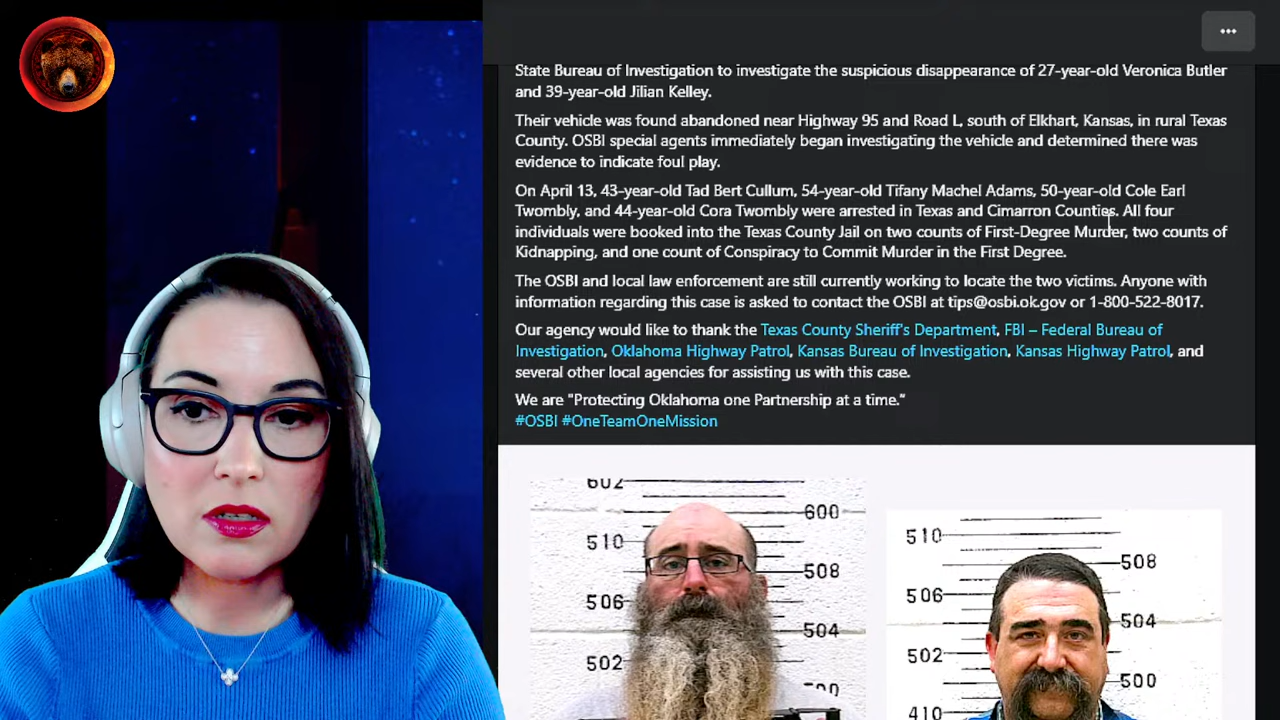 State Bureau of Investigation to investigate the suspicious disappearance of 27-year-old Veronica Butler
and 39-year-old Jilian Kelley.
Their vehicle was found abandoned near Highway 95 and Road L, south of Elkhart, Kansas, in rural Texas
County. OSBI special agents immediately began investigating the vehicle and determined there was
evidence to indicate foul play.
On April 13, 43-year-old Tad Bert Cullum, 54-year-old Tifany Machel Adams, 50-year-old Cole Earl
Twombly, and 44-year-old Cora Twombly were arrested in Texas and Cimarron Counties. All four
individuals were booked into the Texas County Jail on two counts of First-Degree Murder, two counts of
Kidnapping, and one count of Conspiracy to Commit Murder in the First Degree.
The OSBI and local law enforcement are still currently working to locate the two victims. Anyone with
information regarding this case is asked to contact the OSBI at tips@osbi.ok.gov or 1-800-522-8017.
Our agency would like to thank the Texas County Sheriff's Department, FBI – Federal Bureau of
Investigation, Oklahoma Highway Patrol, Kansas Bureau of Investigation, Kansas Highway Patrol, and
several other local agencies for assisting us with this case.
We are "Protecting Oklahoma one Partnership at a time."
#OSBI #OneTeamOneMission
602
600
510
508
506
504
502
500
510
508
506
504
502
500
410